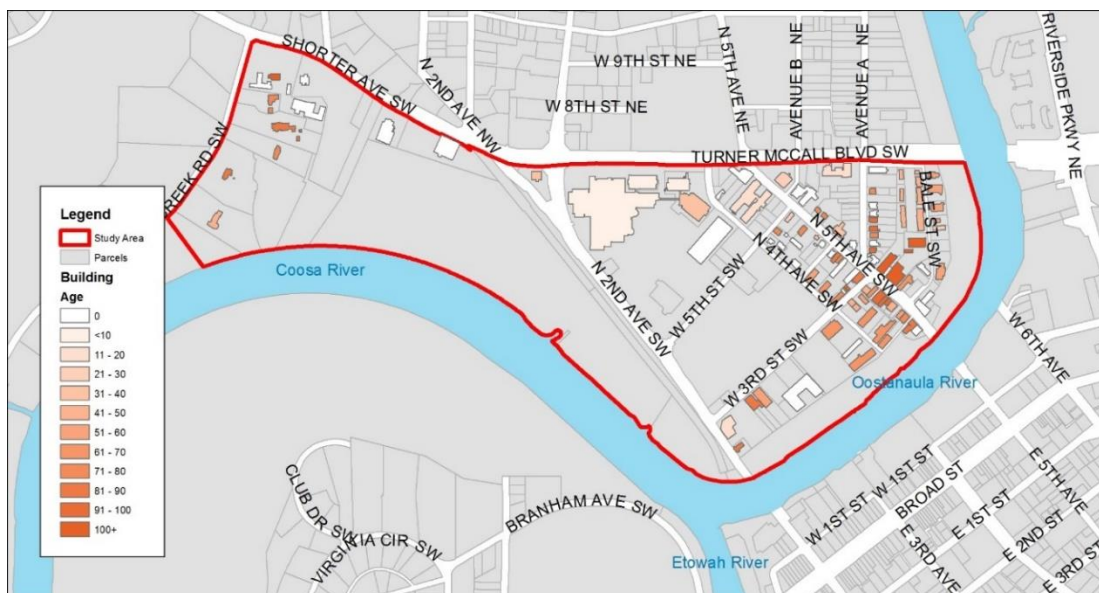 SHORTER AVE SW
N 2ND AVE NW
W 9TH ST NE
W 8TH ST NE
N 5TH AVE NE
AVENUE B NE
AVENUE A NE
RIVERSIDE PKWY NE
TURNER MCCALL BLVD SW
REEK RD SW
BALE ST SW
N 5TH AVE SW
N 4TH AVE SW
W 5TH ST SW
N 2ND AVE SW
W 3RD ST SW
Coosa River
Oostanaula River
W 6TH AVE
Legend
Study Area
Parcels
Building
Age
0
<10
11 - 20
21 - 30
31 - 40
41 - 50
51 - 60
61 - 70
71 - 80
81 - 90
91 - 100
100+
CLUB DR SW
VIRGIN
IA CIR SW
BRANHAM AVE SW
Etowah River
W 1ST ST
W 1ST ST
BROAD ST
E 5TH AVE
E 1ST ST
E 2ND ST
E 3RD AVE
E 3RD ST